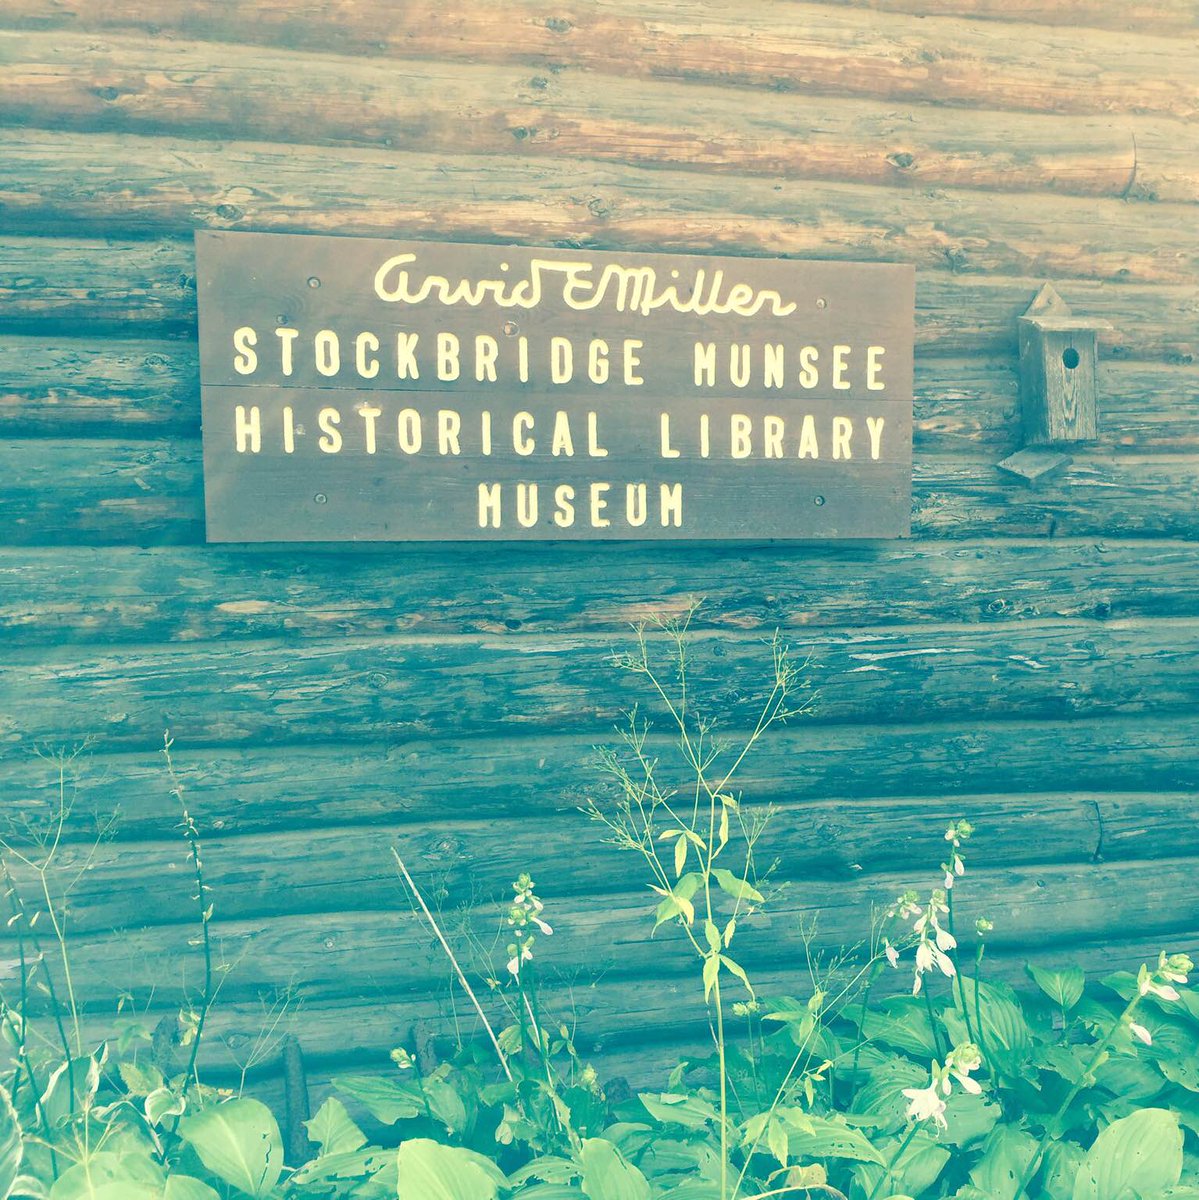 Arvid E Miller
STOCKBRIDGE MUNSEE
HISTORICAL LIBRARY
MUSEUM